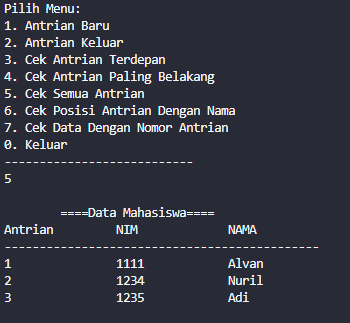 Pilih Menu:
1. Antrian Baru
2. Antrian Keluar
3. Cek Antrian Terdepan
4. Cek Antrian Paling Belakang
5. Cek Semua Antrian
6. Cek Posisi Antrian Dengan Nama
7. Cek Data Dengan Nomor Antrian
0. Keluar
---------------------------
5
====Data Mahasiswa====
Antrian NIM NAMA
---------------------------------------------
1 1111 Alvan
2 1234 Nuril
3 1235 Adi